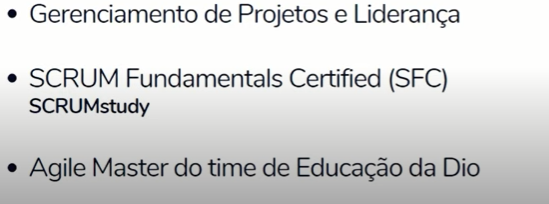 • Gerenciamento de Projetos e Liderança
• SCRUM Fundamentals Certified (SFC)
SCRUMstudy
• Agile Master do time de Educação da Dio